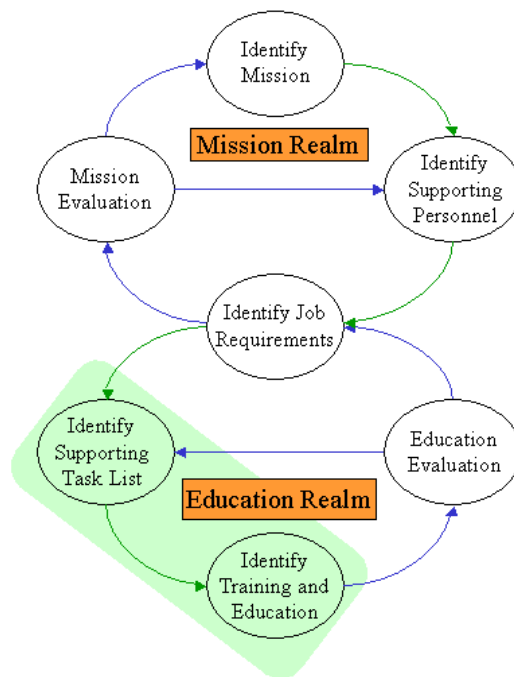 Identify
Mission
Mission Realm
Mission
Evaluation
Identify
Supporting
Personnel
Identify Job
Requirements
Identify
Supporting
Task List
Education
Evaluation
Education Realm
Identify
Training and
Education